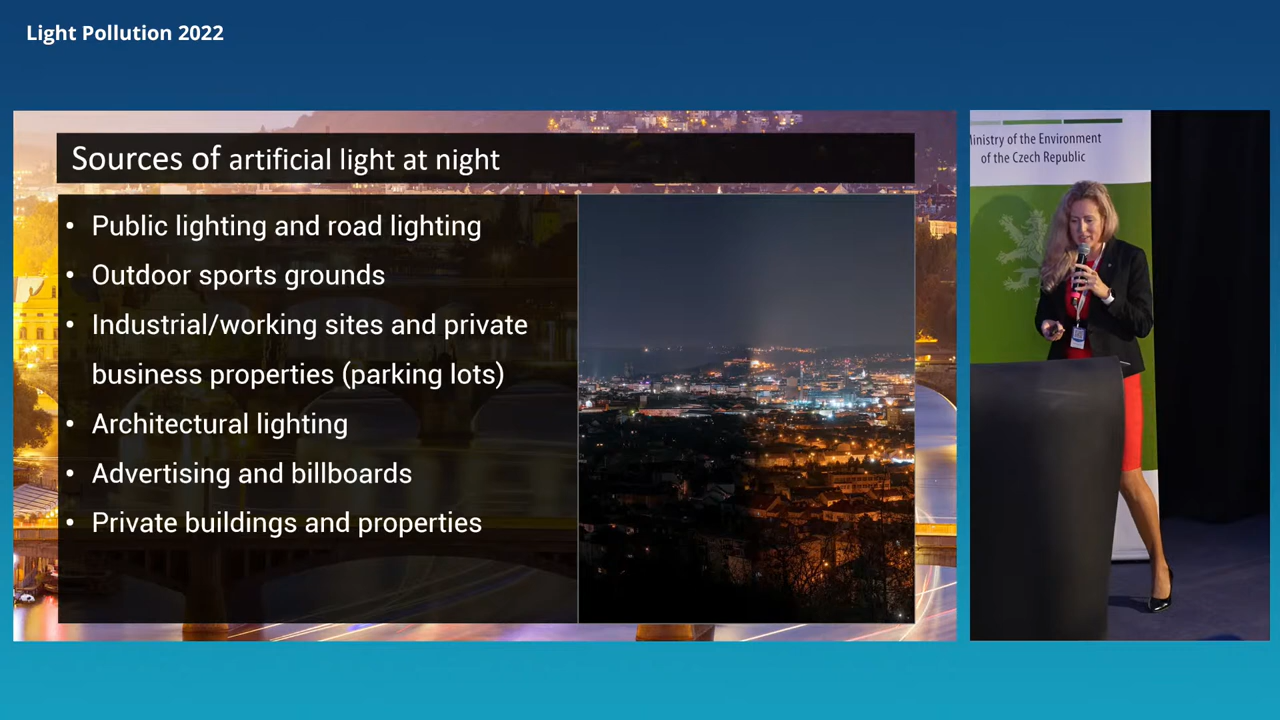 Light Pollution 2022
Sources of artificial light at night
• Public lighting and road lighting
• Outdoor sports grounds
• Industrial/working sites and private
business properties (parking lots)
• Architectural lighting
• Advertising and billboards
• Private buildings and properties
of the Environment
of the Czech Republic